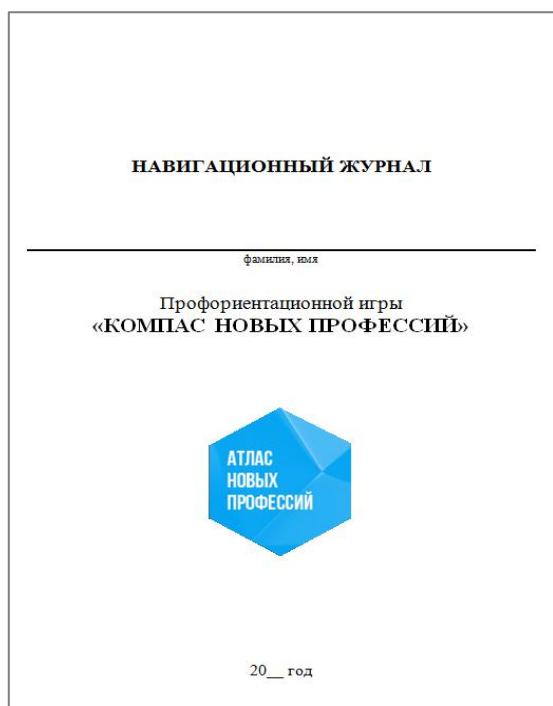 НАВИГАЦИОННЫЙ ЖУРНАЛ
фамилия, имя
Профориентационной игры
«КОМПАС НОВЫХ ПРОФЕССИЙ»
АТЛАС
НОВЫХ
ПРОФЕССИЙ
20__ год